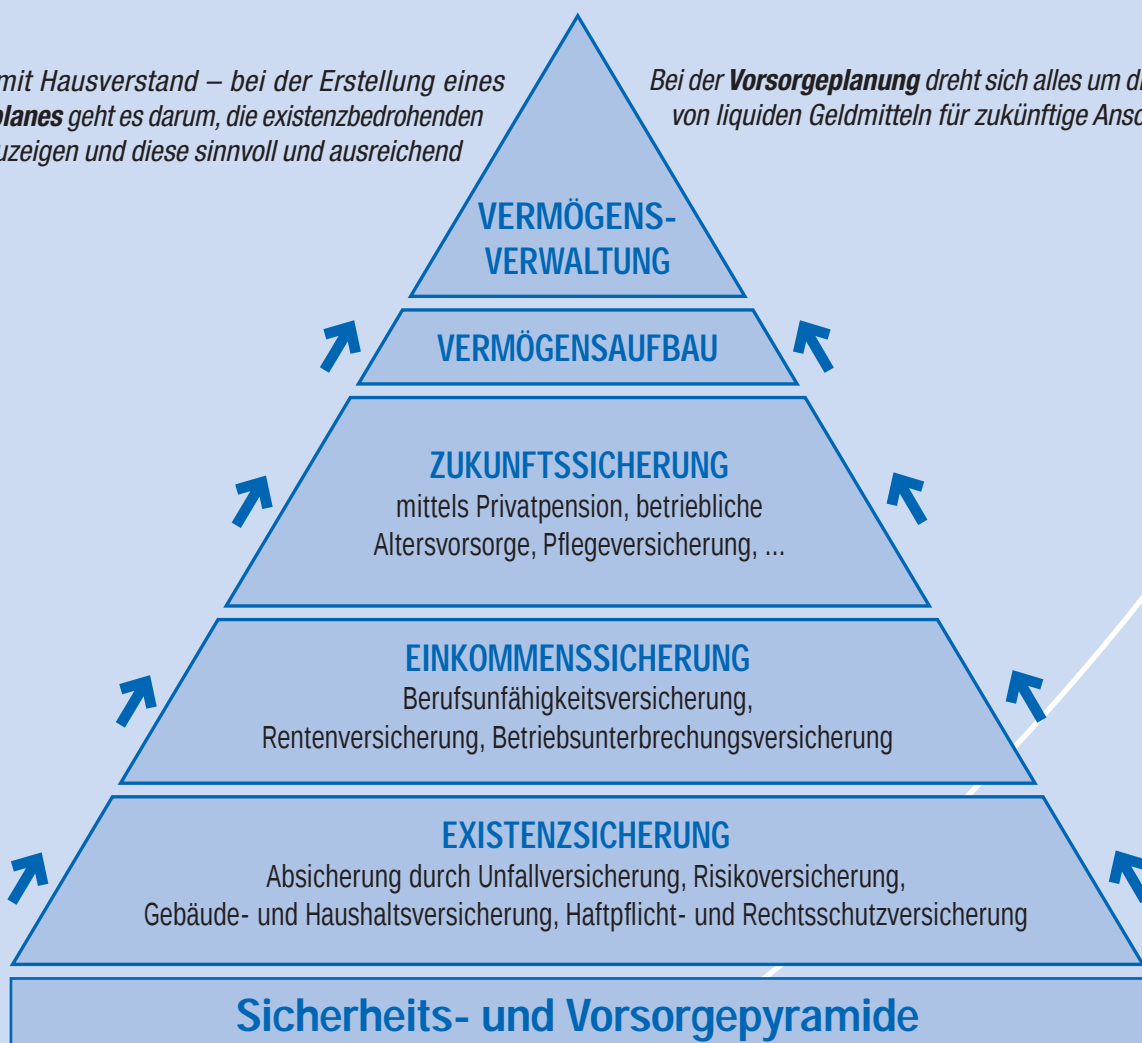 mit Hausverstand – bei der Erstellung eines
planes geht es darum, die existenzbedrohenden
uzeigen und diese sinnvoll und ausreichend
Bei der Vorsorgeplanung dreht sich alles um di
von liquiden Geldmitteln für zukünftige Ansc
VERMÖGENS-
VERWALTUNG
VERMÖGENSAUFBAU
ZUKUNFTSSICHERUNG
mittels Privatpension, betriebliche
Altersvorsorge, Pflegeversicherung, ...
EINKOMMENSSICHERUNG
Berufsunfähigkeitsversicherung,
Rentenversicherung, Betriebsunterbrechungsversicherung
EXISTENZSICHERUNG
Absicherung durch Unfallversicherung, Risikoversicherung,
Gebäude- und Haushaltsversicherung, Haftpflicht- und Rechtsschutzversicherung
Sicherheits- und Vorsorgepyramide